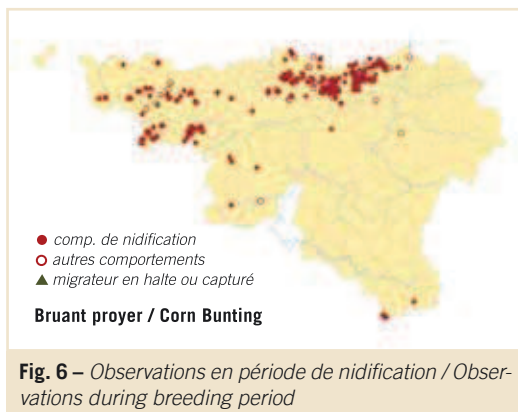 comp. de nidification
autres comportements
migrateur en halte ou capturé
Bruant proyer / Corn Bunting
Fig. 6 – Observations en période de nidification / Obser-
vations during breeding period